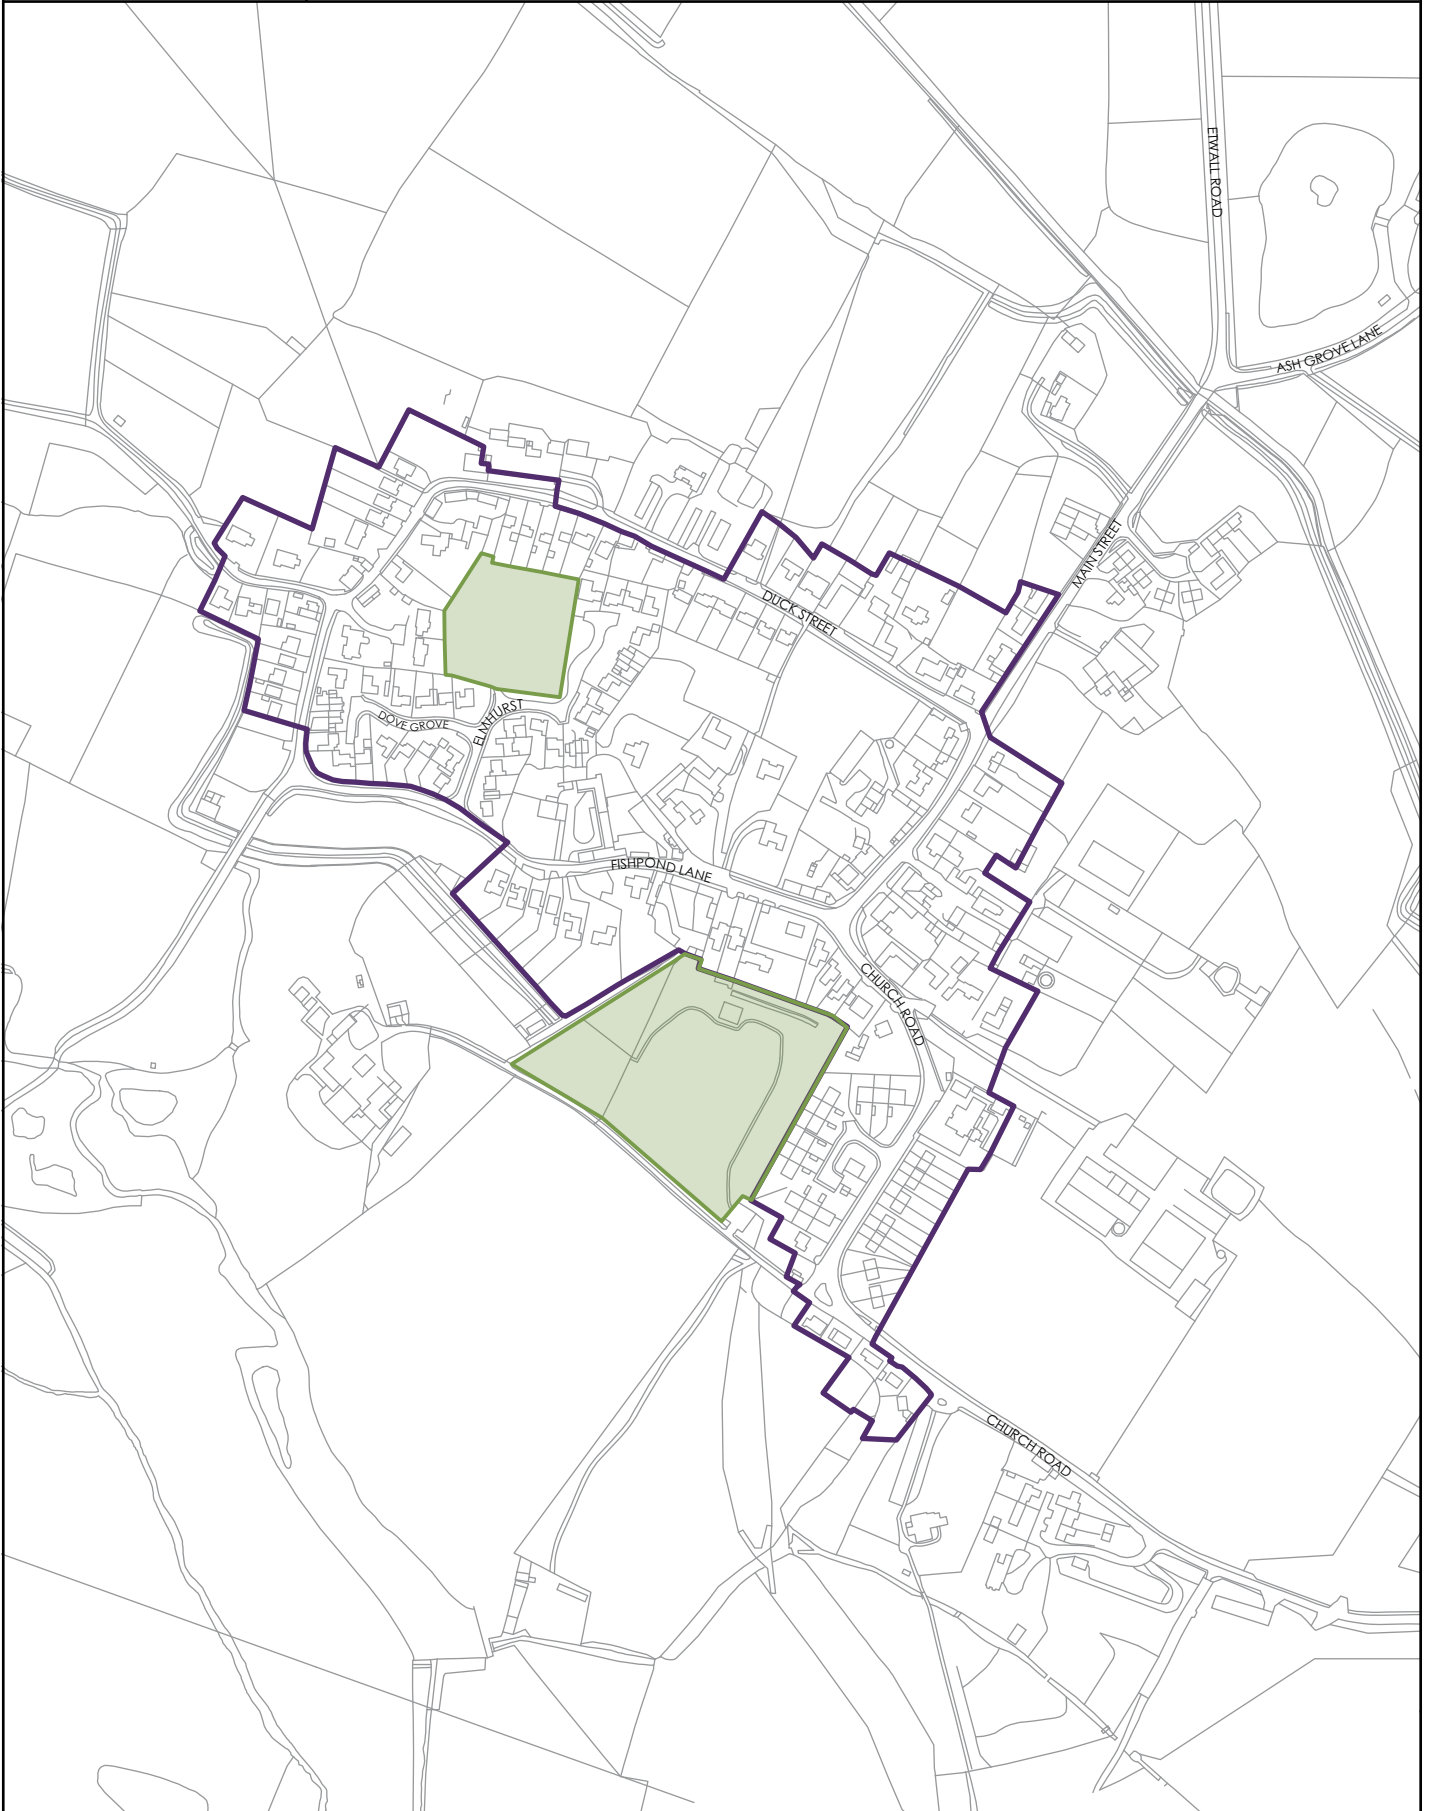 ETWALL ROAD
ASH GROVE LANE
MAIN STREET
DUCK STREET
DOVE GROVE
ELMHURST
FISHPOND LANE
CHURCH ROAD
CHURCH ROAD